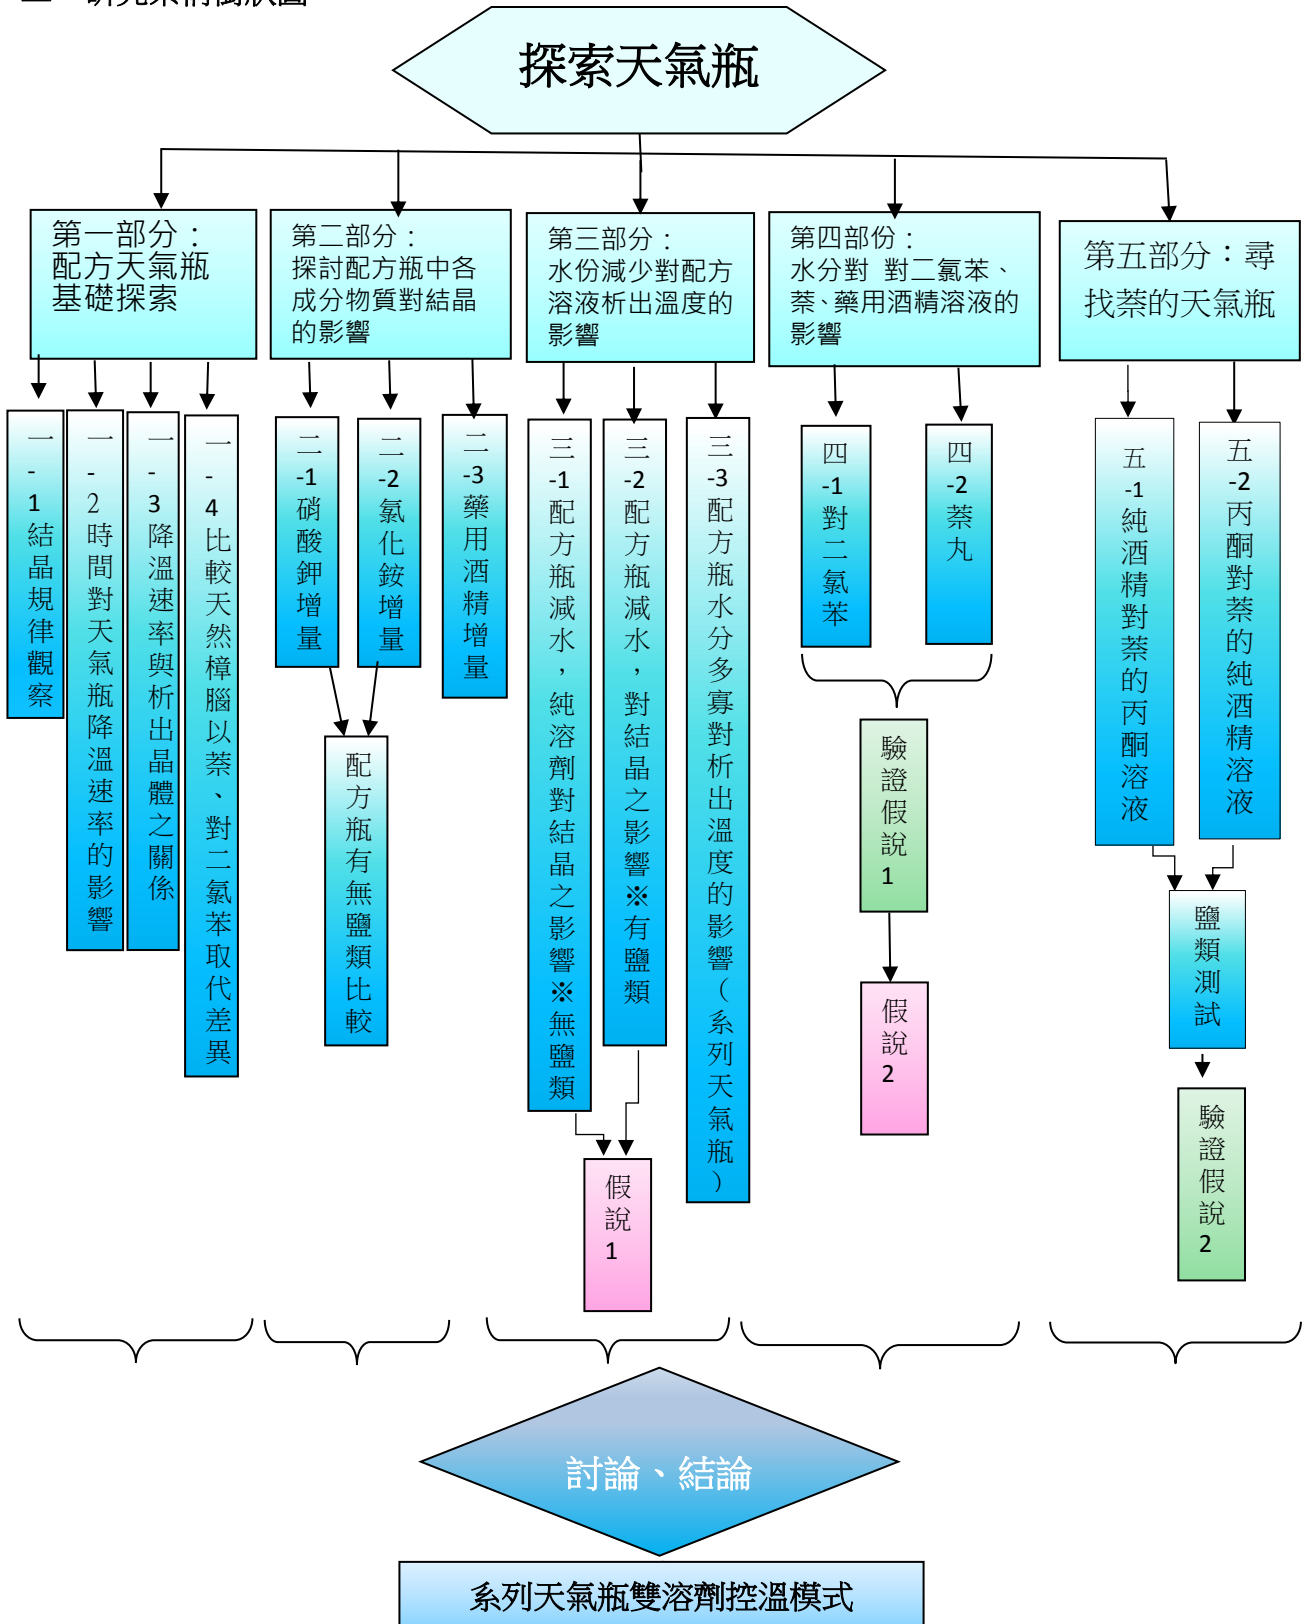 探索天氣瓶
第一部分：
配方天氣瓶
基礎探索
第二部分：
探討配方瓶中各
成分物質對結晶
的影響
第三部分：
水份減少對配方
溶液析出溫度的
影響
第四部份：
水分對 對二氯苯、
萘、藥用酒精溶液的
影響
第五部分：尋
找萘的天氣瓶
一-1結晶規律觀察
一-2時間對天氣瓶降溫速率的影響
一-3降溫速率與析出晶體之關係
一-4比較天然樟腦以萘、對二氯苯取代差異
二-1硝酸鉀增量
二-2氯化銨增量
二-3藥用酒精增量
配方瓶有無鹽類比較
三-1配方瓶減水，純溶劑對結晶之影響※無鹽類
三-2配方瓶減水，對結晶之影響※有鹽類
三-3配方瓶水分多寡對析出溫度的影響（系列天氣瓶）
假說1
四-1對二氯苯
四-2萘丸
驗證假說1
假說2
五-1純酒精對萘的丙酮溶液
五-2丙酮對萘的純酒精溶液
鹽類測試
驗證假說2
討論、結論
系列天氣瓶雙溶劑控溫模式